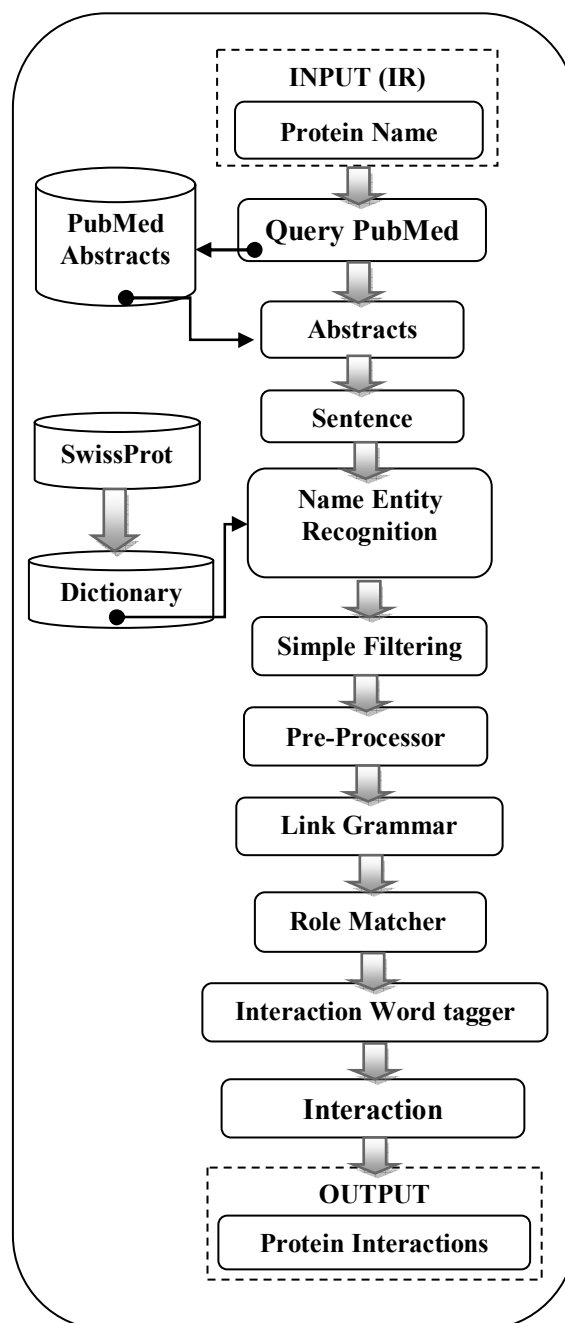 INPUT (IR)
Protein Name
PubMed
Abstracts
Query PubMed
Abstracts
Sentence
SwissProt
Name Entity
Recognition
Dictionary
Simple Filtering
Pre-Processor
Link Grammar
Role Matcher
Interaction Word tagger
Interaction
OUTPUT
Protein Interactions